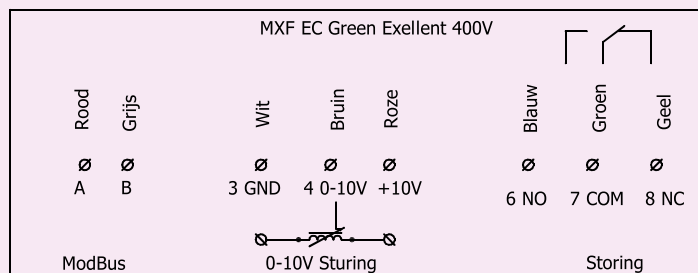 MXF EC Green Exellent 400V
Rood Grijs Wit Bruin Roze Blauw Groen Geel
A B 3 GND 4 0-10V +10V 6 NO 7 COM 8 NC
ModBus 0-10V Sturing Storing